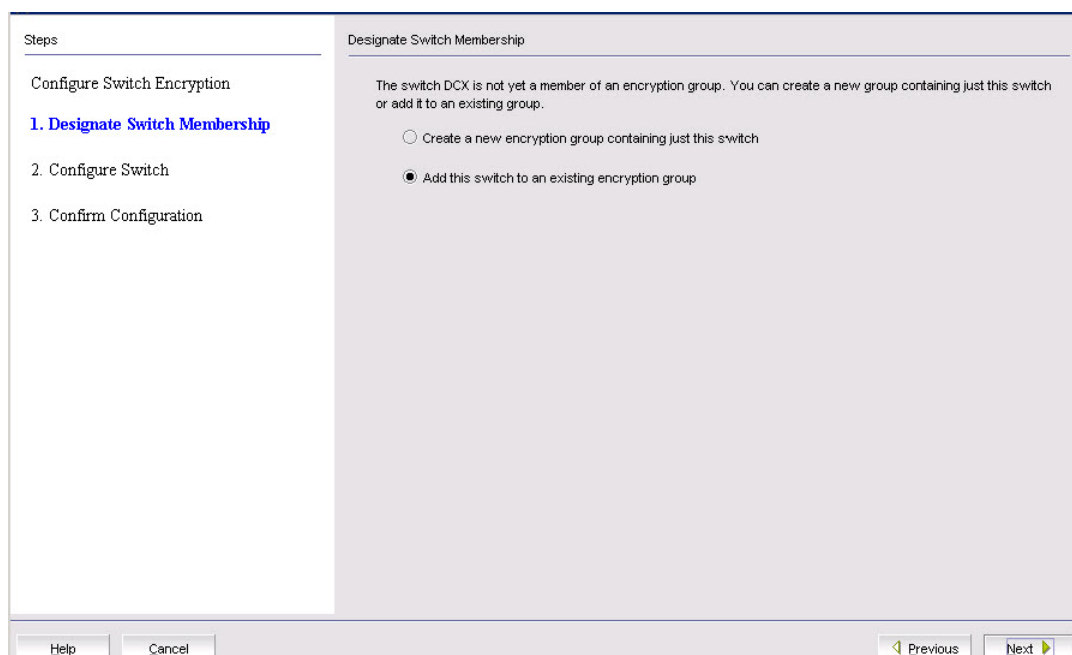 Steps
Configure Switch Encryption
1. Designate Switch Membership
2. Configure Switch
3. Confirm Configuration
Designate Switch Membership
The switch DCX is not yet a member of an encryption group. You can create a new group containing just this switch
or add it to an existing group.
Create a new encryption group containing just this switch
Add this switch to an existing encryption group
Help
Cancel
Previous
Next